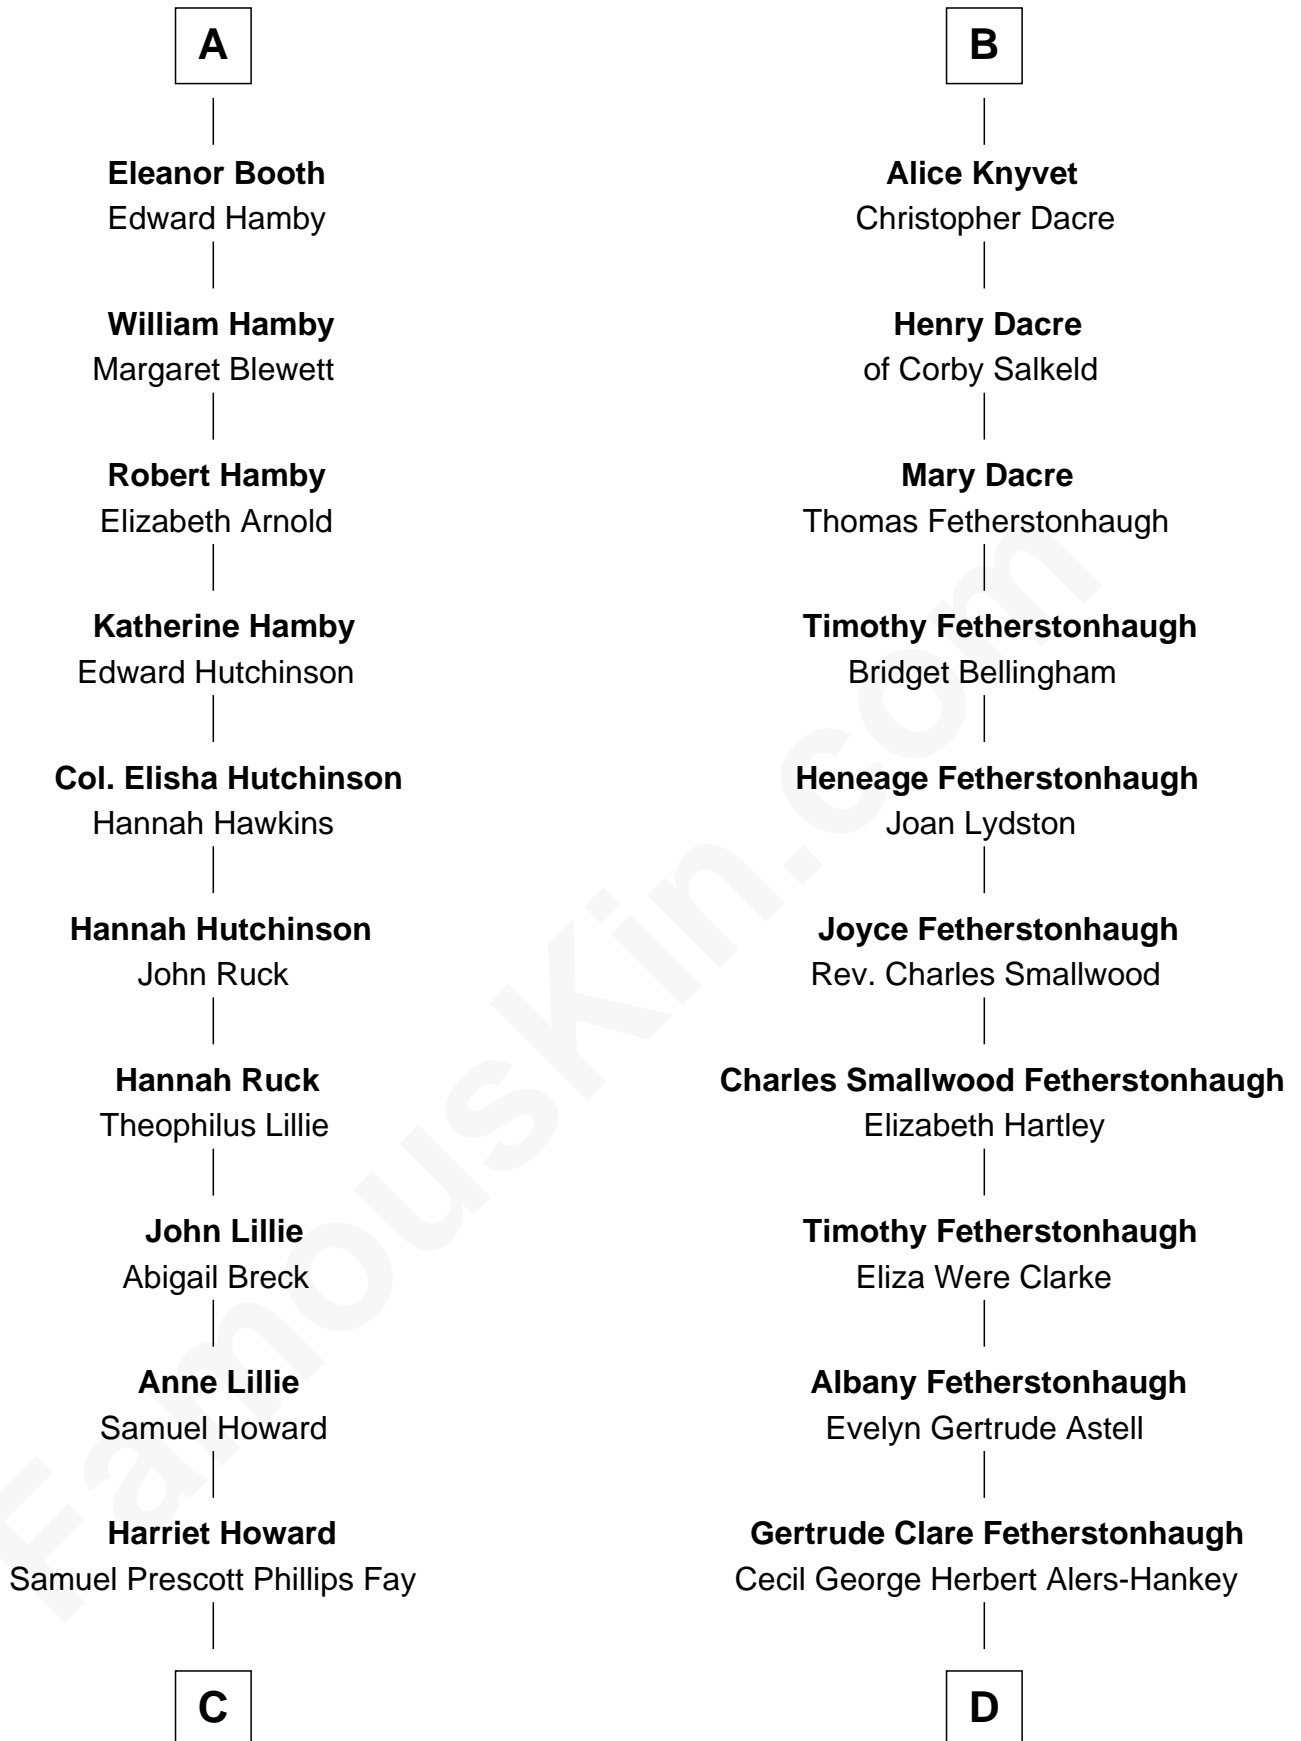 A
Eleanor Booth
Edward Hamby
William Hamby
Margaret Blewett
Robert Hamby
Elizabeth Arnold
Katherine Hamby
Edward Hutchinson
Col. Elisha Hutchinson
Hannah Hawkins
Hannah Hutchinson
John Ruck
Hannah Ruck
Theophilus Lillie
John Lillie
Abigail Breck
Anne Lillie
Samuel Howard
Harriet Howard
Samuel Prescott Phillips Fay
C
B
Alice Knyvet
Christopher Dacre
Henry Dacre
of Corby Salkeld
Mary Dacre
Thomas Fetherstonhaugh
Timothy Fetherstonhaugh
Bridget Bellingham
Heneage Fetherstonhaugh
Joan Lydston
Joyce Fetherstonhaugh
Rev. Charles Smallwood
Charles Smallwood Fetherstonhaugh
Elizabeth Hartley
Timothy Fetherstonhaugh
Eliza Were Clarke
Albany Fetherstonhaugh
Evelyn Gertrude Astell
Gertrude Clare Fetherstonhaugh
Cecil George Herbert Alers-Hankey
D
FamousKin.com